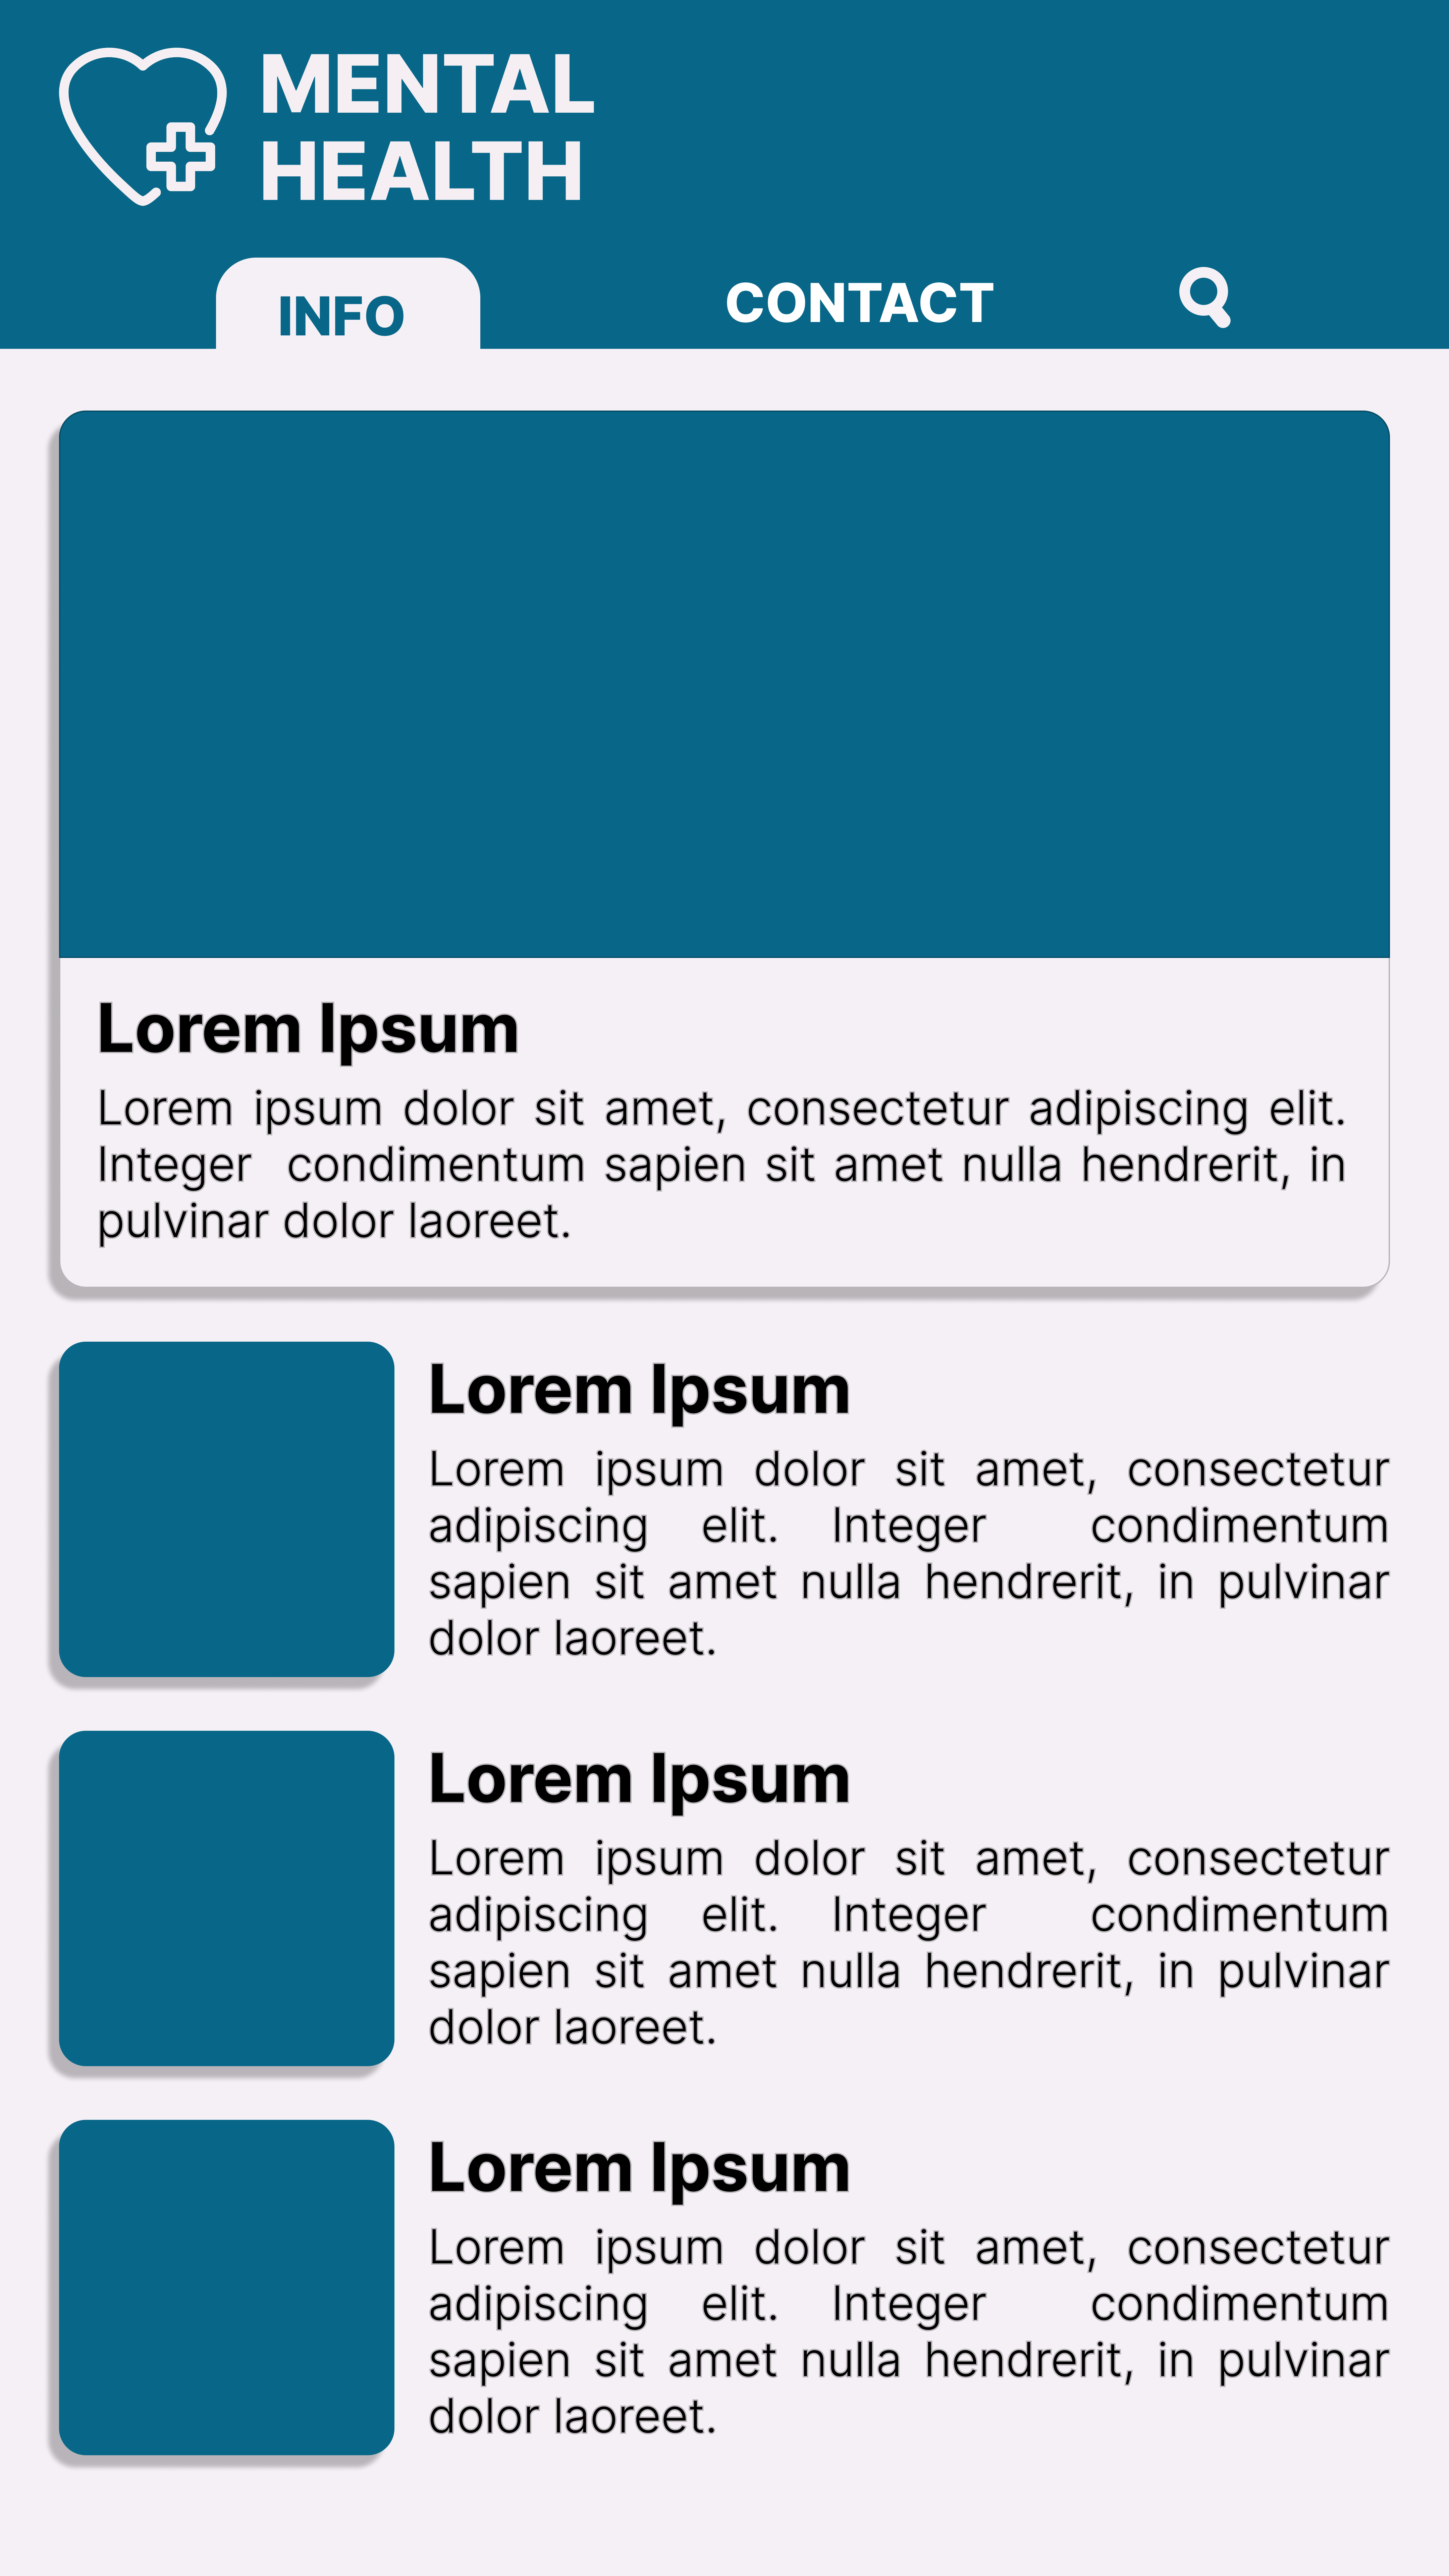 MENTAL
HEALTH
INFO
CONTACT
Lorem Ipsum
Lorem ipsum dolor sit amet, consectetur adipiscing elit.
Integer  condimentum sapien sit amet nulla hendrerit, in
pulvinar dolor laoreet.
Lorem Ipsum
Lorem ipsum dolor sit amet, consectetur
adipiscing elit. Integer  condimentum
sapien sit amet nulla hendrerit, in pulvinar
dolor laoreet.
Lorem Ipsum
Lorem ipsum dolor sit amet, consectetur
adipiscing elit. Integer  condimentum
sapien sit amet nulla hendrerit, in pulvinar
dolor laoreet.
Lorem Ipsum
Lorem ipsum dolor sit amet, consectetur
adipiscing elit. Integer  condimentum
sapien sit amet nulla hendrerit, in pulvinar
dolor laoreet.